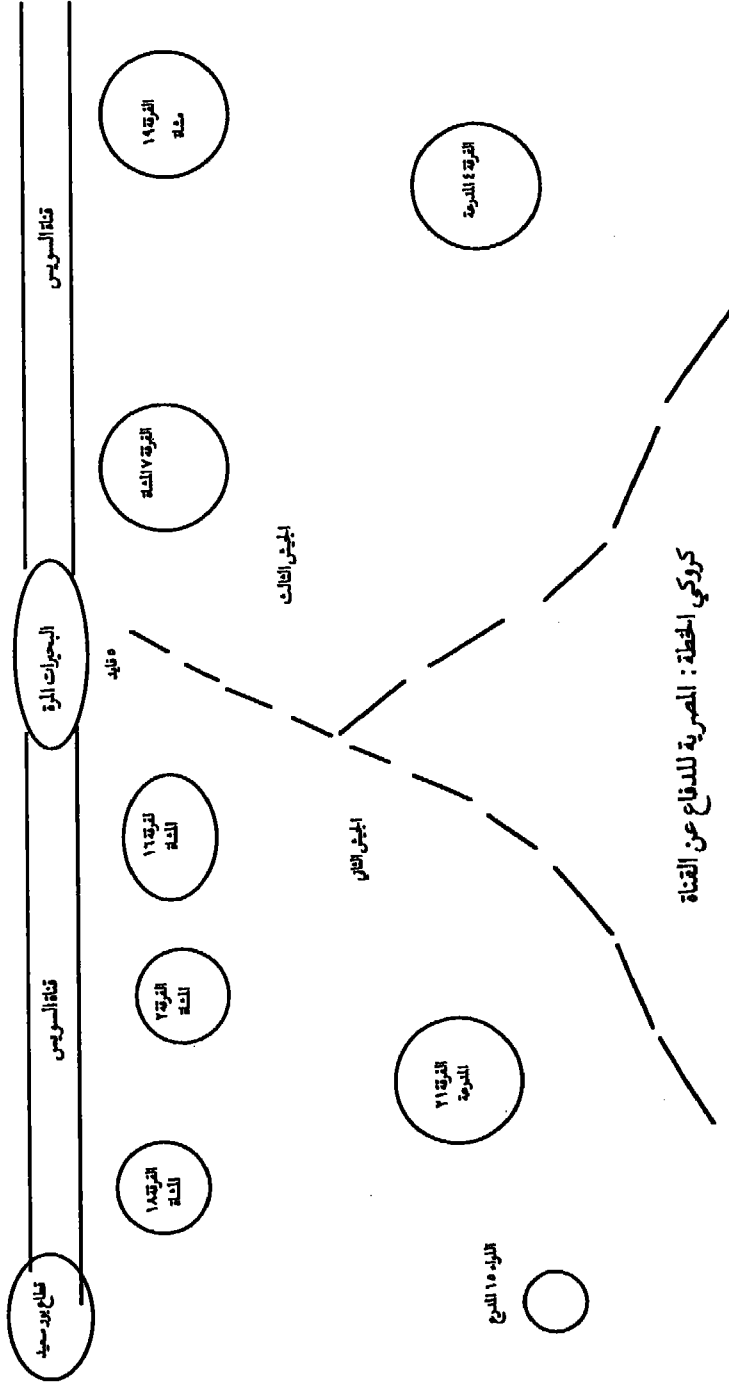 قناة السويس
الفرقة ١٩
مشاة
الفرقة ٤ المدرعة
الفرقة ٧ المشاة
الجيش الثالث
البحيرات المرة
فايد
كروكي الخطة : المصرية للدفاع عن القناة
لفرقة ١٦
المشاة
الجيش الثاني
قناة السويس
الفرقة ٢
المشاة
الفرقة ٢١
المدرعة
الفرقة ١٨
المشاة
اللواء ١٥ المدرع
قطاع بور سعيد